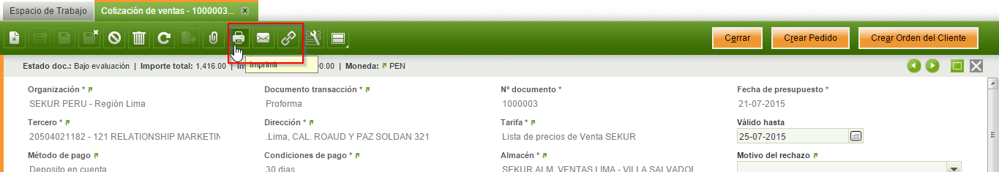 Espacio de Trabajo Cotización de ventas - 1000003...
Cerrar Crear Pedido Crear Orden del Cliente
Estado doc.: Bajo evaluación | Importe total: 1,416.00 | Im 00.00 | Moneda: PEN
Imprimir
Organización * Documento transacción * Nº documento * Fecha de presupuesto *
SEKUR PERU - Región Lima Proforma 1000003 21-07-2015
Tercero * Dirección * Tarifa * Válido hasta
20504021182 - 121 RELATIONSHIP MARKETIN .Lima, CAL. ROAUD Y PAZ SOLDAN 321 Lista de precios de Venta SEKUR 25-07-2015
Método de pago * Condiciones de pago * Almacén * Motivo del rechazo
Deposito en cuenta 30 dias SEKUR ALM. VENTAS LIMA - VILLA SALVADOR